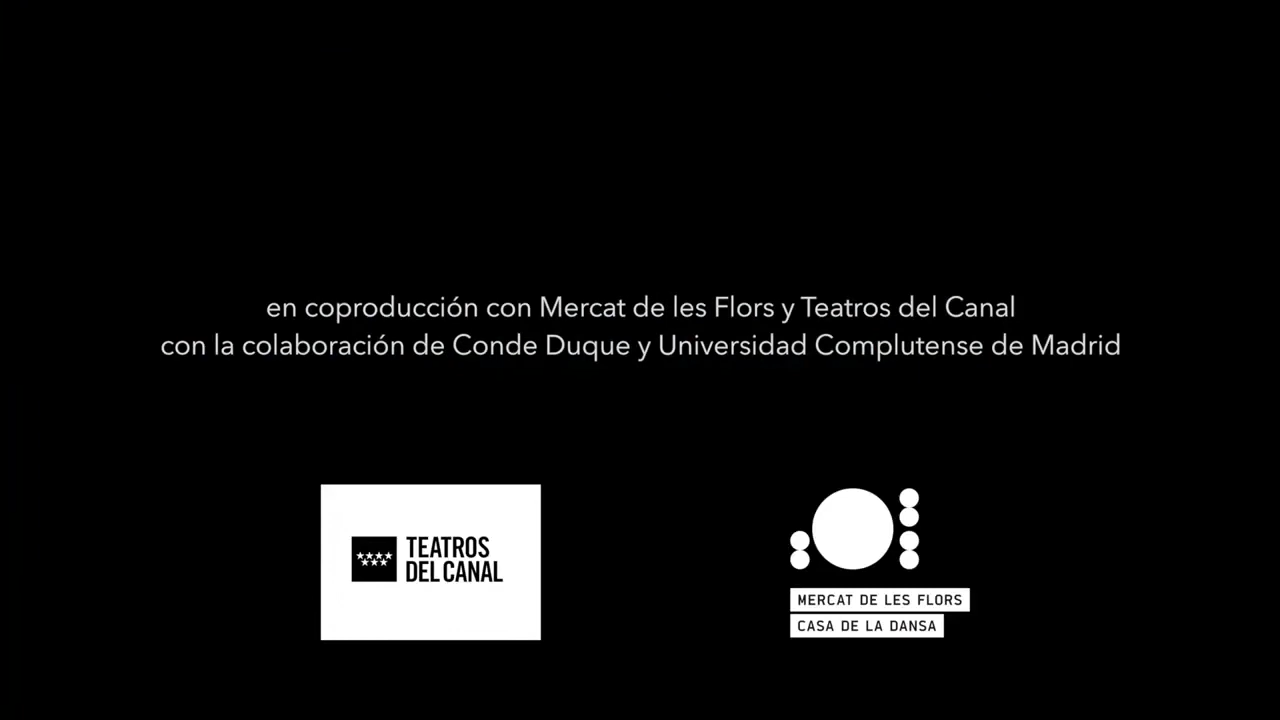 en coproducción con Mercat de les Flors y Teatros del Canal
con la colaboración de Conde Duque y Universidad Complutense de Madrid
TEATROS
DEL CANAL
MERCAT DE LES FLORS
CASA DE LA DANSA